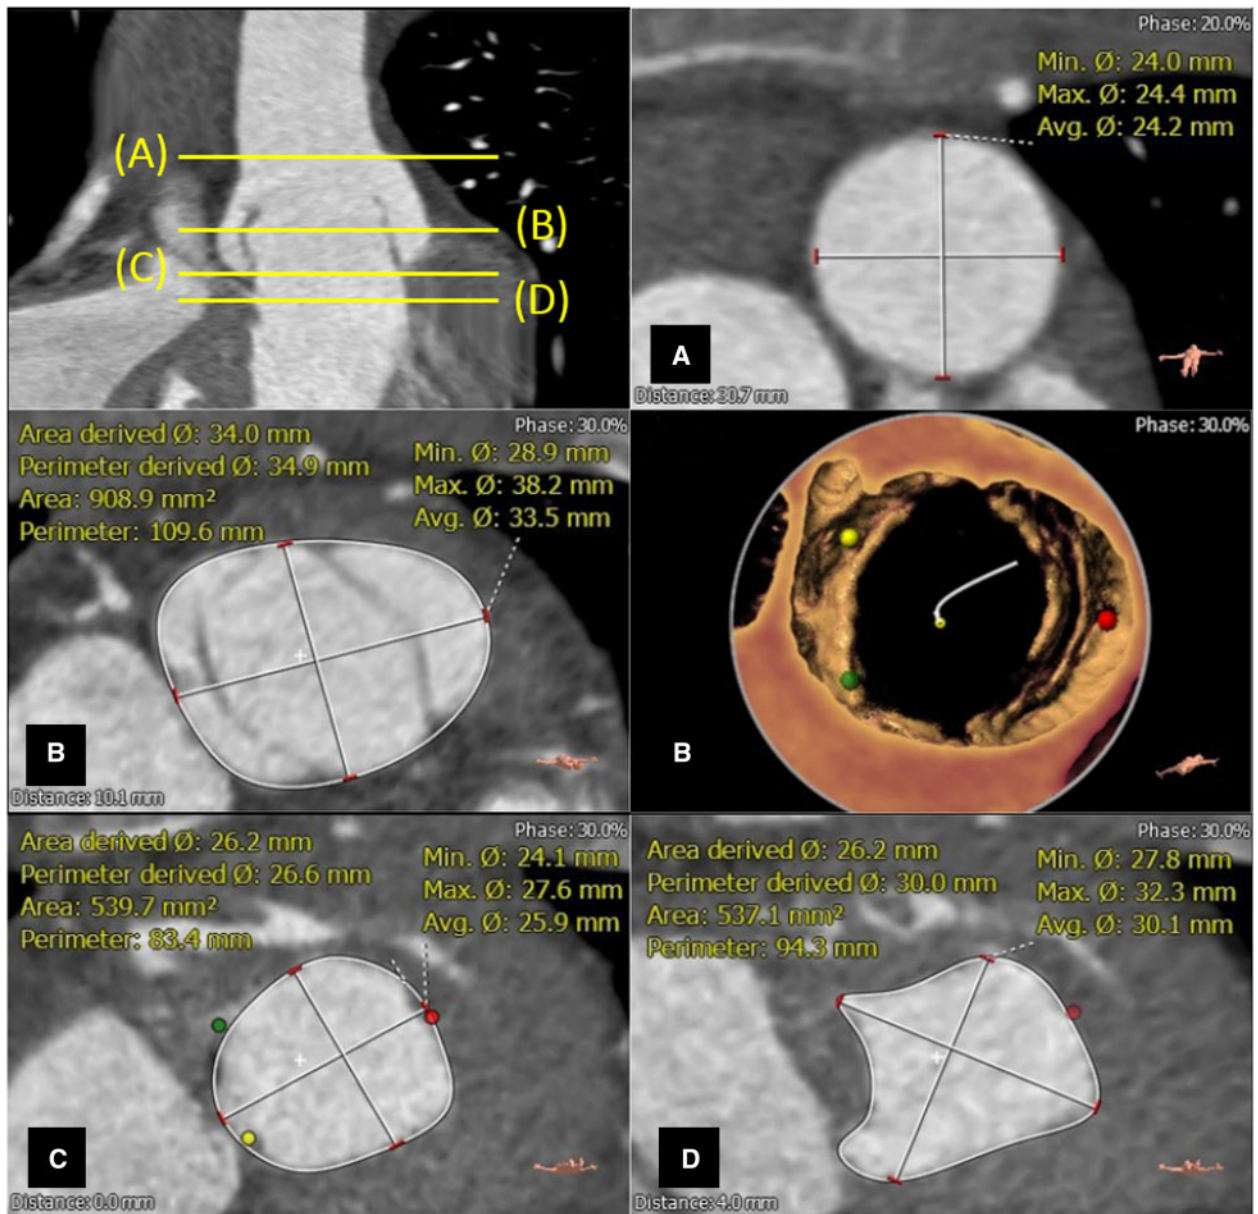 (A)
(B)
(C)
(D)
Phase: 20.0%
Min. Ø: 24.0 mm
Max. Ø: 24.4 mm
Avg. Ø: 24.2 mm
A
Distance: 30.7 mm
Phase: 30.0%
Area derived Ø: 34.0 mm
Perimeter derived Ø: 34.9 mm
Area: 908.9 mm²
Perimeter: 109.6 mm
Min. Ø: 28.9 mm
Max. Ø: 38.2 mm
Avg. Ø: 33.5 mm
B
Distance: 10.1 mm
Phase: 30.0%
B
Phase: 30.0%
Area derived Ø: 26.2 mm
Perimeter derived Ø: 26.6 mm
Area: 539.7 mm²
Perimeter: 83.4 mm
Min. Ø: 24.1 mm
Max. Ø: 27.6 mm
Avg. Ø: 25.9 mm
C
Distance: 0.0 mm
Phase: 30.0%
Area derived Ø: 26.2 mm
Perimeter derived Ø: 30.0 mm
Area: 537.1 mm²
Perimeter: 94.3 mm
Min. Ø: 27.8 mm
Max. Ø: 32.3 mm
Avg. Ø: 30.1 mm
D
Distance: 4.0 mm